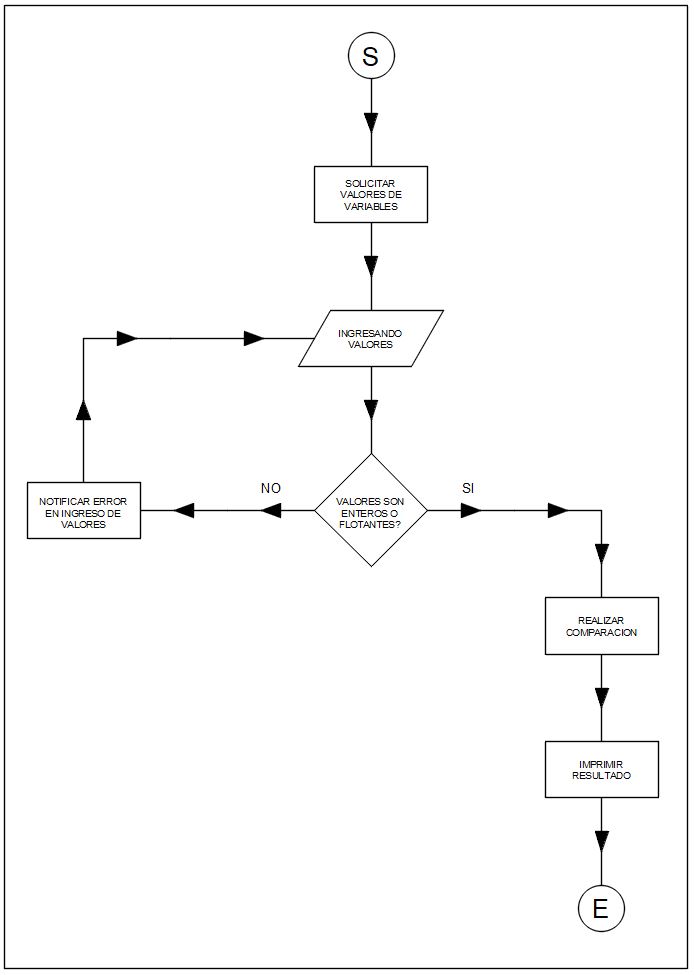 S
SOLICITAR
VALORES DE
VARIABLES
INGRESANDO
VALORES
NO
SI
NOTIFICAR ERROR
EN INGRESO DE
VALORES
VALORES SON
ENTEROS O
FLOTANTES?
REALIZAR
COMPARACION
IMPRIMIR
RESULTADO
E